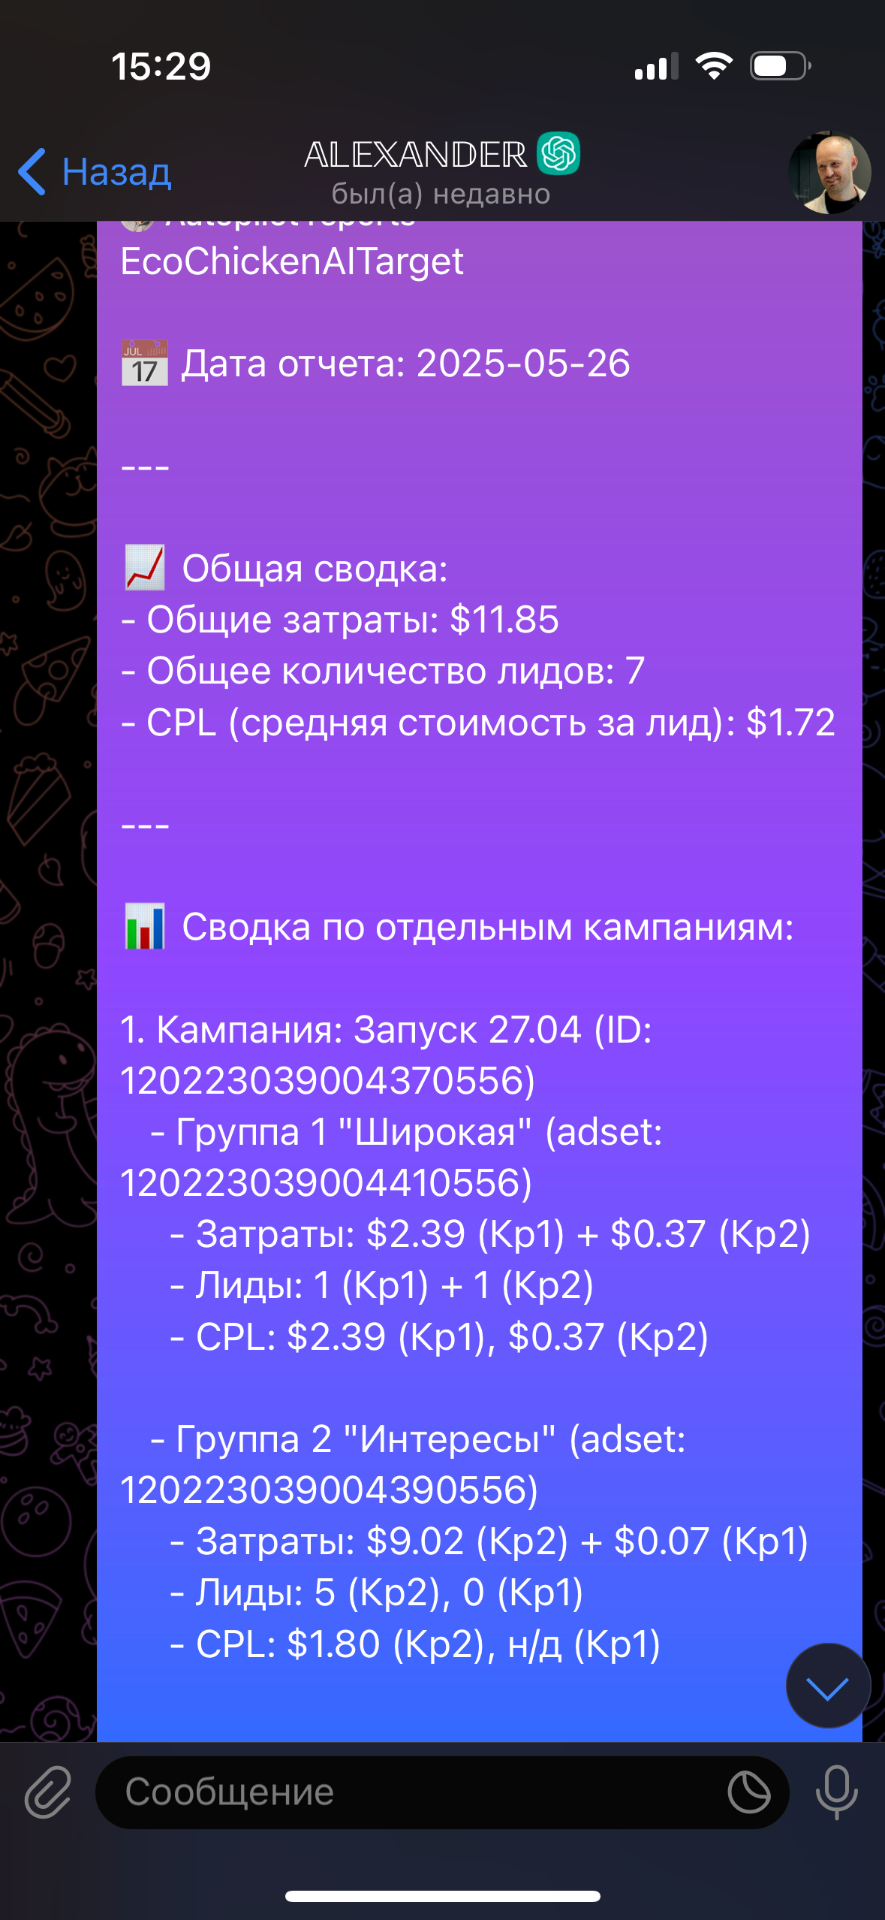 15:29
Назад
ALEXANDER
был(а) недавно
Autopilot reports
EcoChickenAITarget
JUL
17
Дата отчета: 2025-05-26
---
Общая сводка:
- Общие затраты: $11.85
- Общее количество лидов: 7
- CPL (средняя стоимость за лид): $1.72
---
Сводка по отдельным кампаниям:
1. Кампания: Запуск 27.04 (ID:
120223039004370556)
- Группа 1 "Широкая" (adset:
120223039004410556)
- Затраты: $2.39 (Кр1) + $0.37 (Кр2)
- Лиды: 1 (Кр1) + 1 (Кр2)
- CPL: $2.39 (Кр1), $0.37 (Кр2)
- Группа 2 "Интересы" (adset:
120223039004390556)
- Затраты: $9.02 (Кр2) + $0.07 (Кр1)
- Лиды: 5 (Кр2), 0 (Кр1)
- CPL: $1.80 (Кр2), н/д (Кр1)
Сообщение